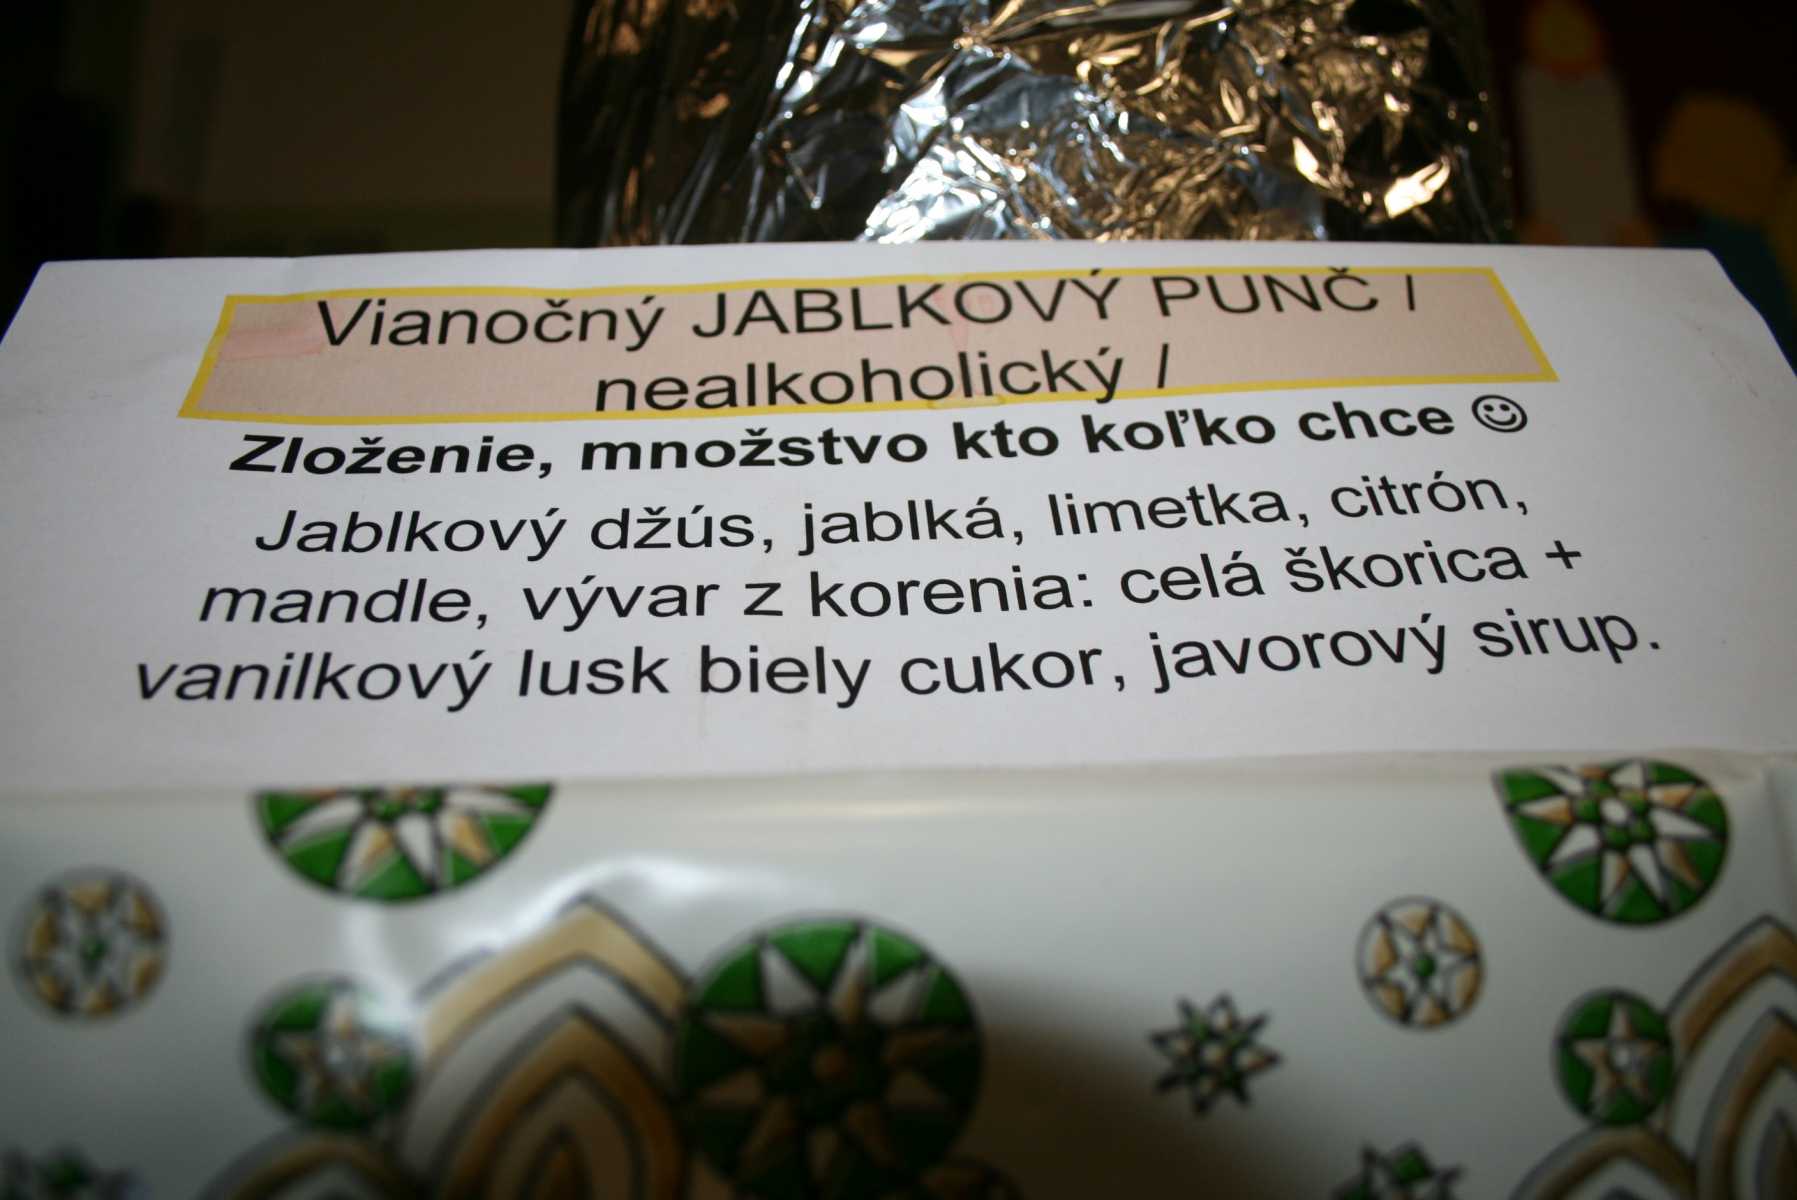 Vianočný JABLKOVÝ PUNČ /
nealkoholický /
Zloženie, množstvo kto koľko chce ☺
Jablkový džús, jablká, limetka, citrón,
mandle, vývar z korenia: celá škorica +
vanilkový lusk biely cukor, javorový sirup.